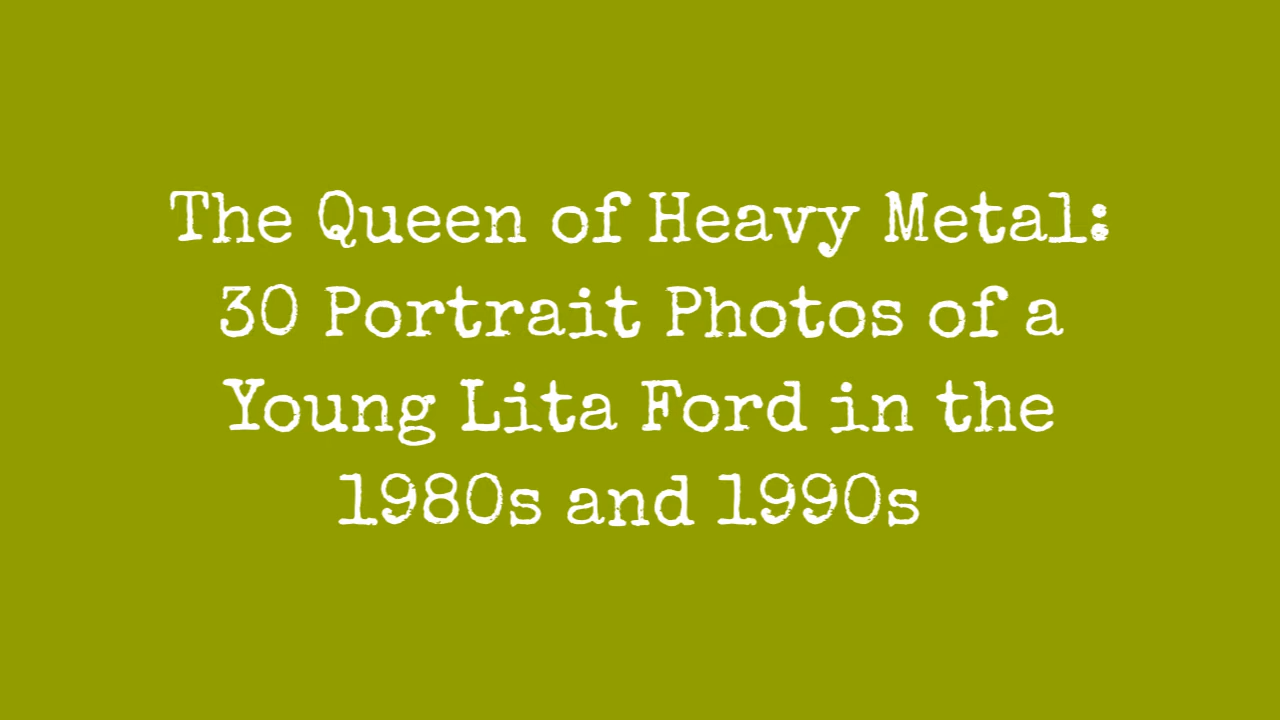 The Queen of Heavy Metal:
30 Portrait Photos of a
Young Lita Ford in the
1980s and 1990s